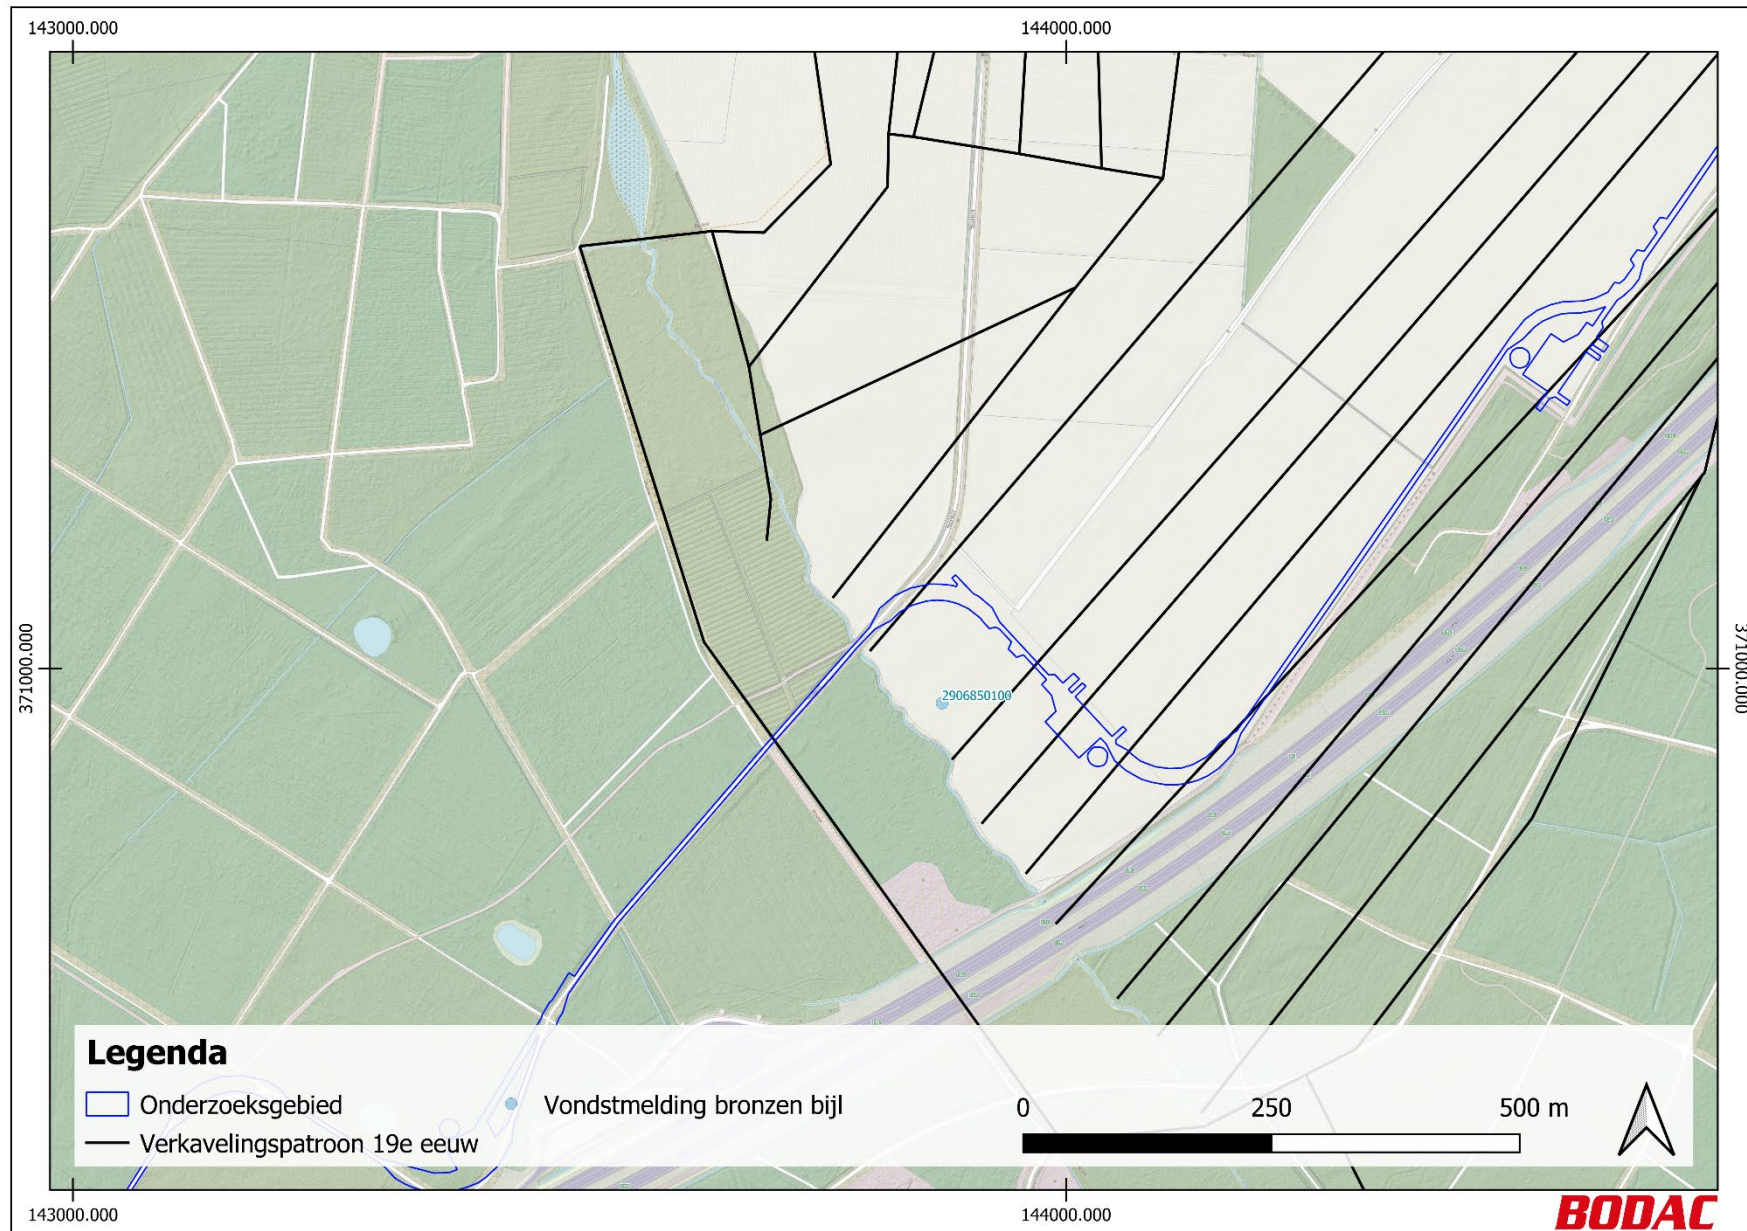 143000.000
144000.000
371000.000
371000.000
2906850100
Legenda
Onderzoeksgebied
Vondstmelding bronzen bijl
Verkavelingspatroon 19e eeuw
0
250
500 m
143000.000
144000.000
BODAC